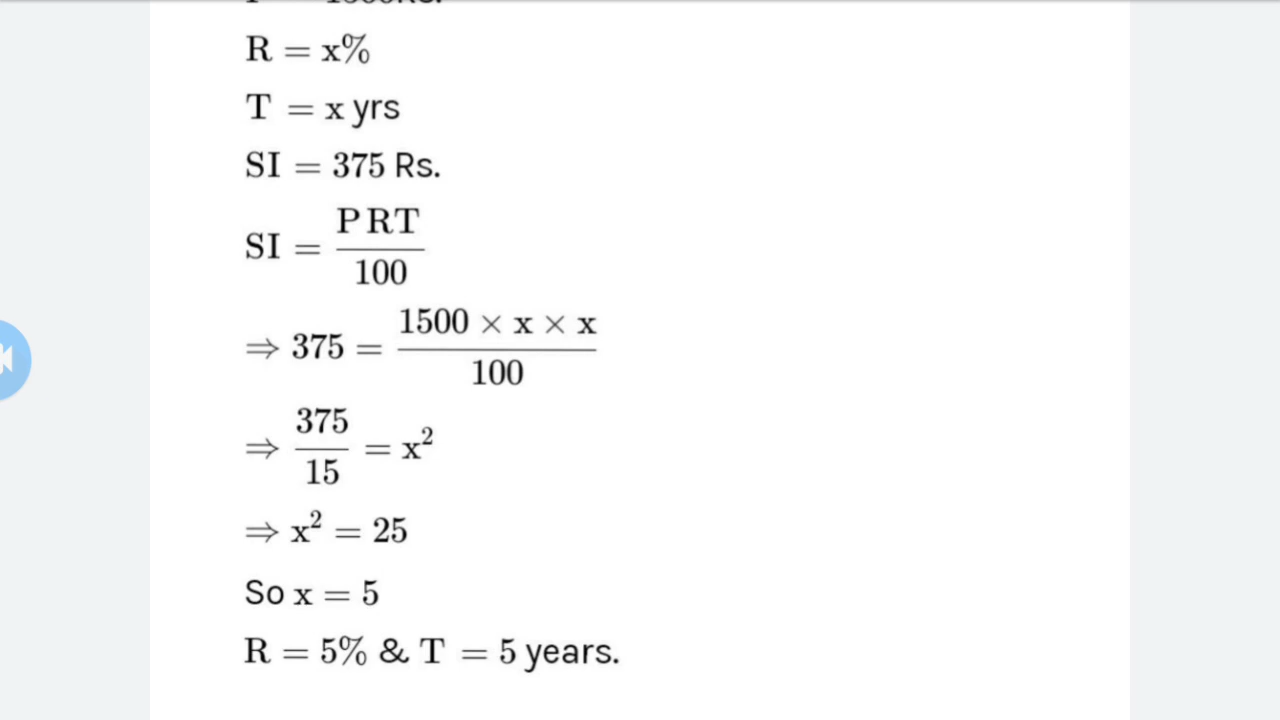 R = x%
T = x yrs
SI = 375 Rs.
SI = PRT/100
⇒ 375 = (1500 × x × x)/100
⇒ 375/15 = x²
⇒ x² = 25
So x = 5
R = 5% & T = 5 years.